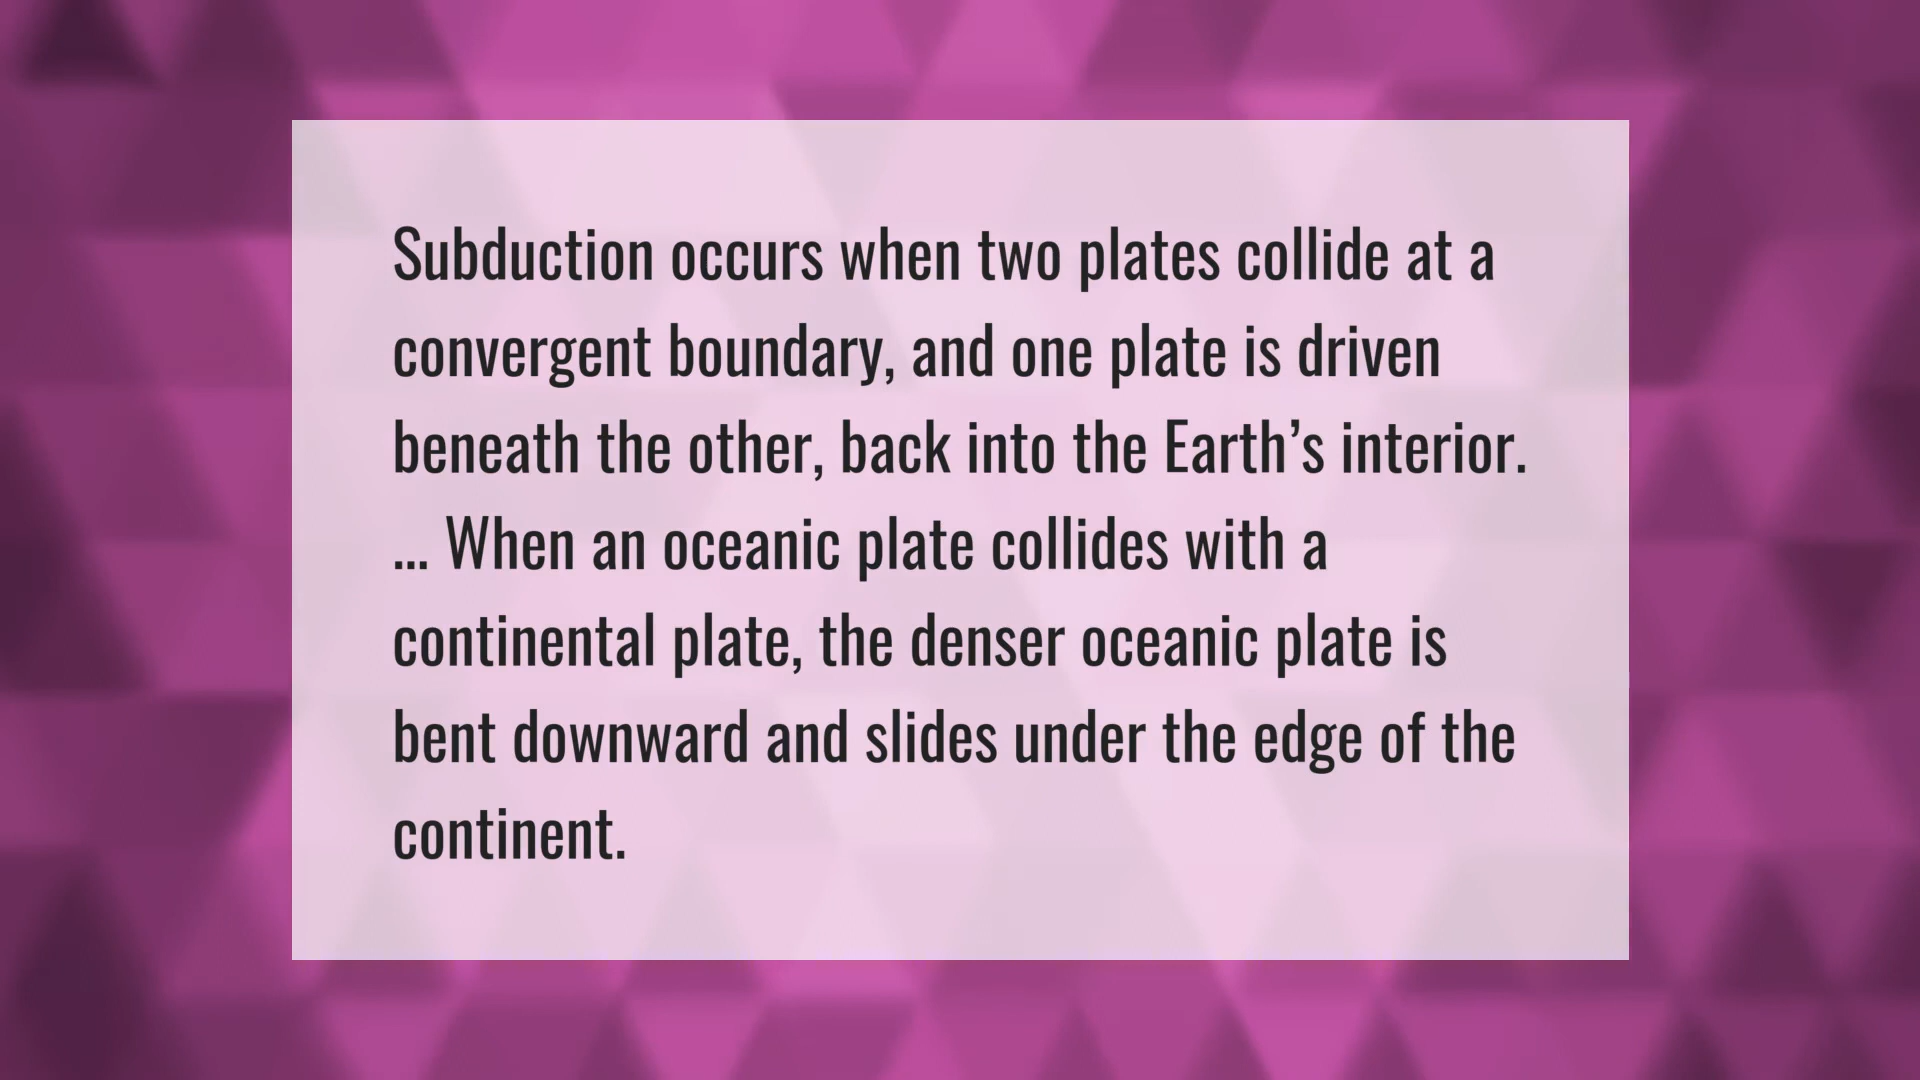 Subduction occurs when two plates collide at a
convergent boundary, and one plate is driven
beneath the other, back into the Earth’s interior.
... When an oceanic plate collides with a
continental plate, the denser oceanic plate is
bent downward and slides under the edge of the
continent.